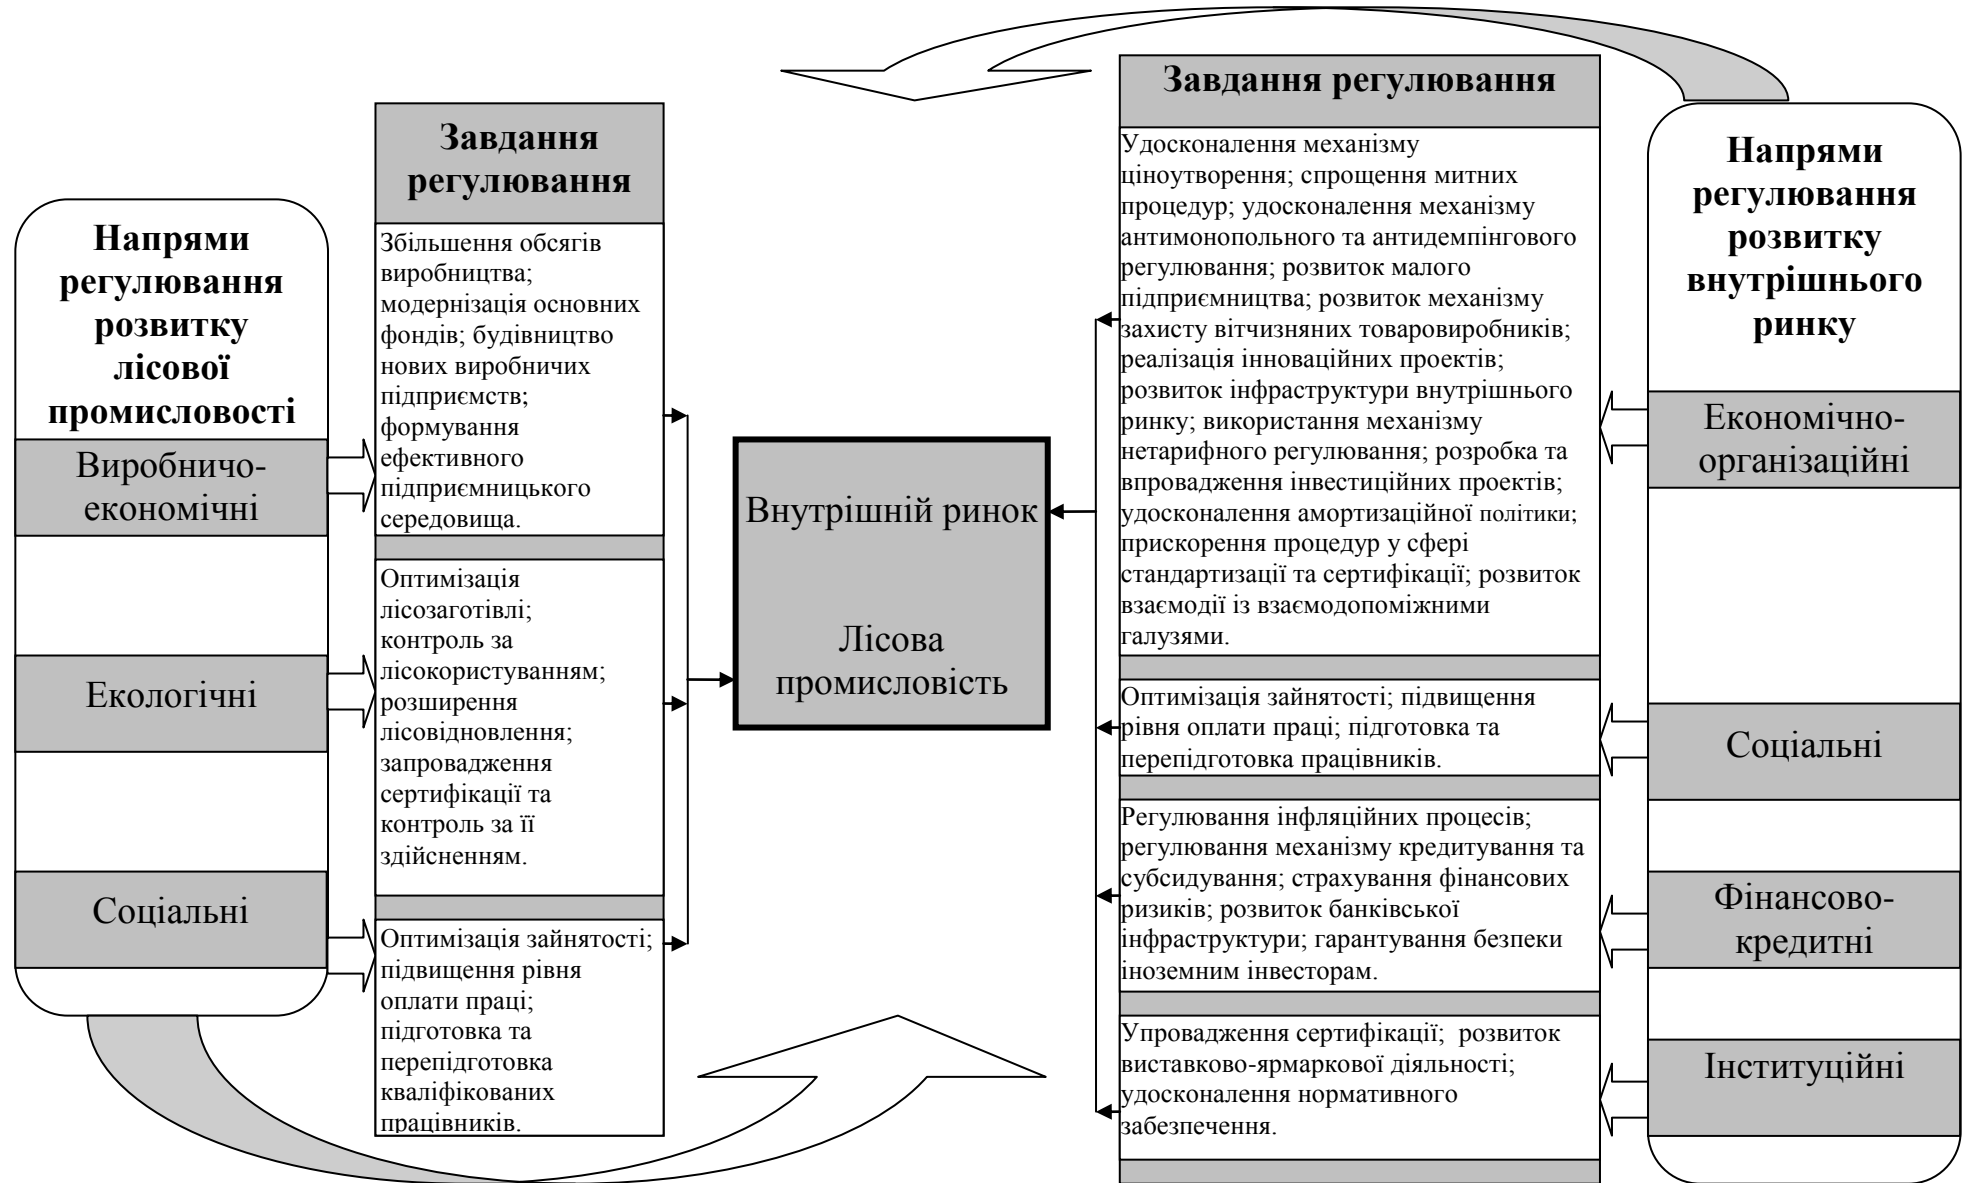 Напрями
регулювання
розвитку
лісової
промисловості
Виробничо-
економічні
Екологічні
Соціальні
Завдання
регулювання
Збільшення обсягів
виробництва;
модернізація основних
фондів; будівництво
нових виробничих
підприємств;
формування
ефективного
підприємницького
середовища.
Оптимізація
лісозаготівлі;
контроль за
лісокористуванням;
розширення
лісовідновлення;
запровадження
сертифікації та
контроль за її
здійсненням.
Оптимізація зайнятості;
підвищення рівня
оплати праці;
підготовка та
перепідготовка
кваліфікованих
працівників.
Внутрішній ринок
Лісова
промисловість
Завдання регулювання
Удосконалення механізму
ціноутворення; спрощення митних
процедур; удосконалення механізму
антимонопольного та антидемпінгового
регулювання; розвиток малого
підприємництва; розвиток механізму
захисту вітчизняних товаровиробників;
реалізація інноваційних проектів;
розвиток інфраструктури внутрішнього
ринку; використання механізму
нетарифного регулювання; розробка та
впровадження інвестиційних проектів;
удосконалення амортизаційної політики;
прискорення процедур у сфері
стандартизації та сертифікації; розвиток
взаємодії із взаємодопоміжними
галузями.
Оптимізація зайнятості; підвищення
рівня оплати праці; підготовка та
перепідготовка працівників.
Регулювання інфляційних процесів;
регулювання механізму кредитування та
субсидування; страхування фінансових
ризиків; розвиток банківської
інфраструктури; гарантування безпеки
іноземним інвесторам.
Упровадження сертифікації; розвиток
виставково-ярмаркової діяльності;
удосконалення нормативного
забезпечення.
Напрями
регулювання
розвитку
внутрішнього
ринку
Економічно-
організаційні
Соціальні
Фінансово-
кредитні
Інституційні